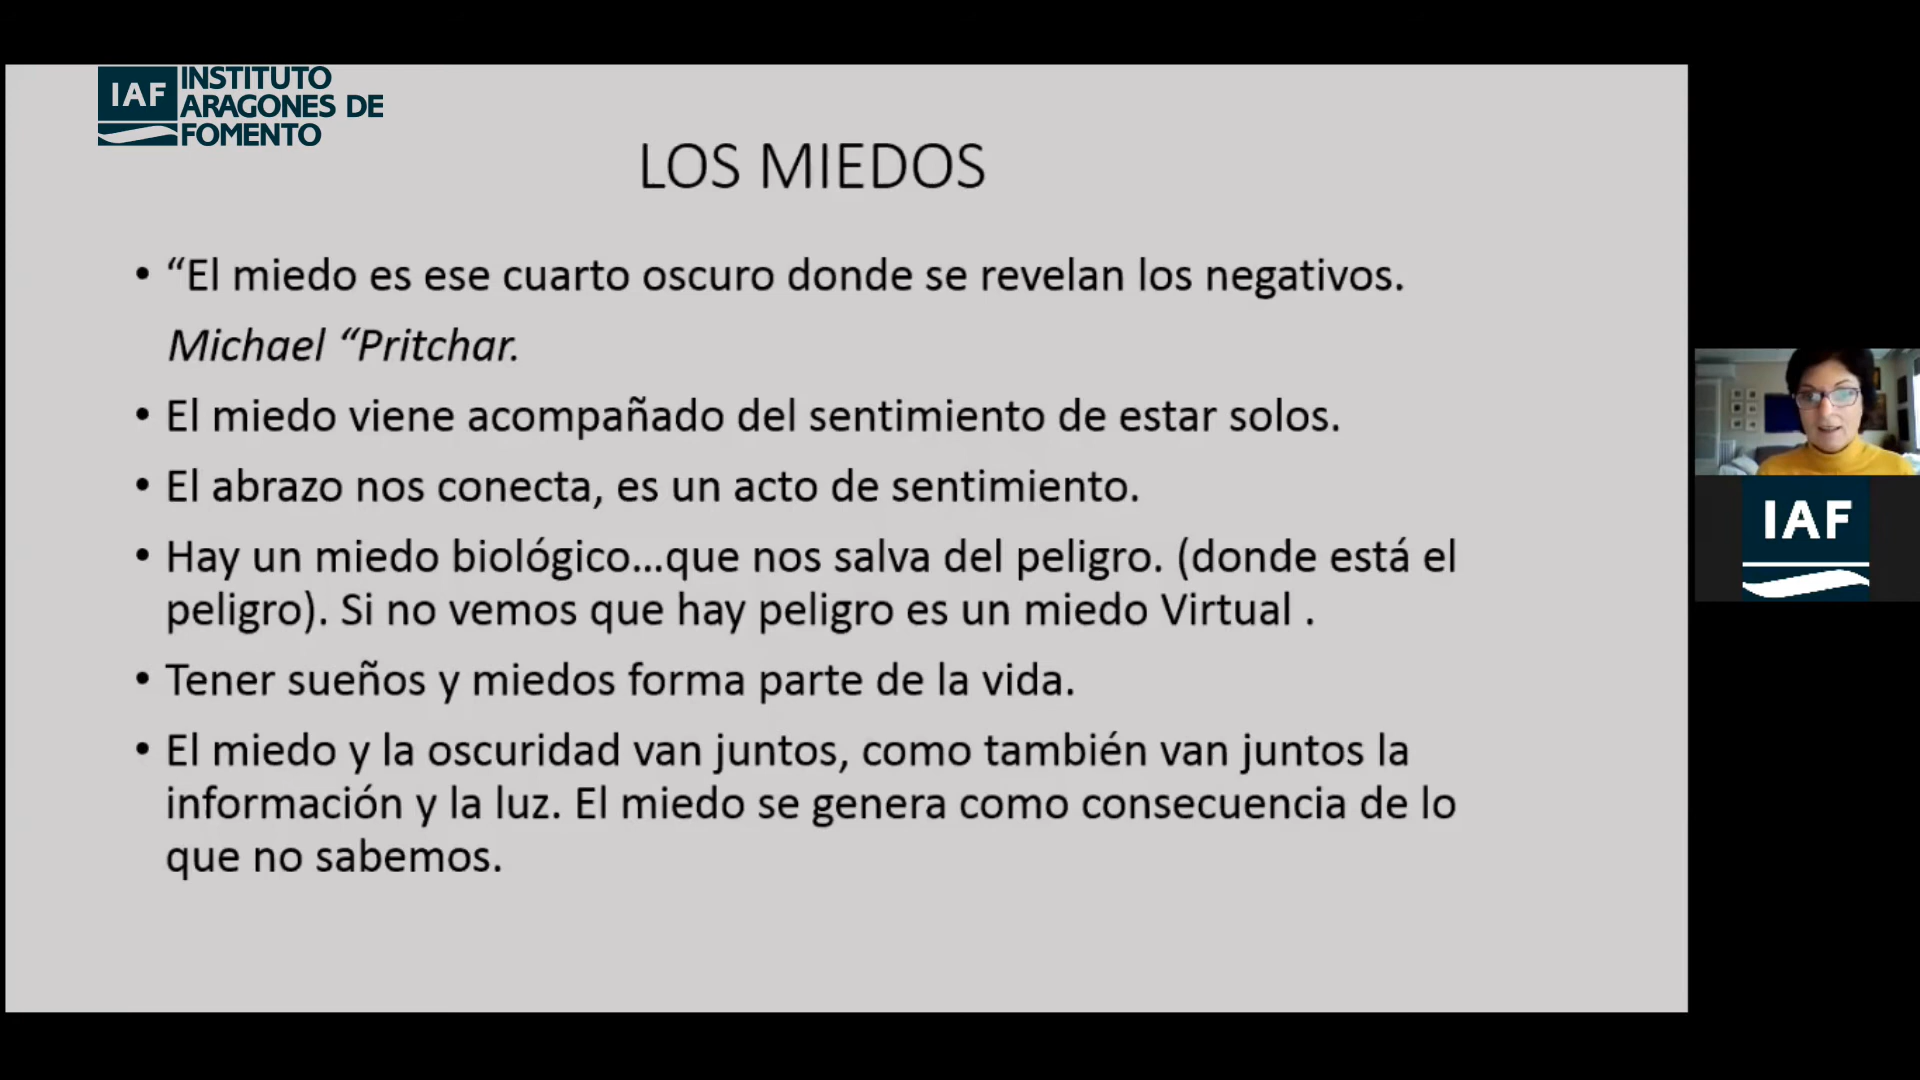 IAF INSTITUTO
ARAGONES DE
FOMENTO
LOS MIEDOS
• “El miedo es ese cuarto oscuro donde se revelan los negativos.
Michael “Pritchar.
• El miedo viene acompañado del sentimiento de estar solos.
• El abrazo nos conecta, es un acto de sentimiento.
• Hay un miedo biológico...que nos salva del peligro. (donde está el
peligro). Si no vemos que hay peligro es un miedo Virtual .
• Tener sueños y miedos forma parte de la vida.
• El miedo y la oscuridad van juntos, como también van juntos la
información y la luz. El miedo se genera como consecuencia de lo
que no sabemos.
IAF